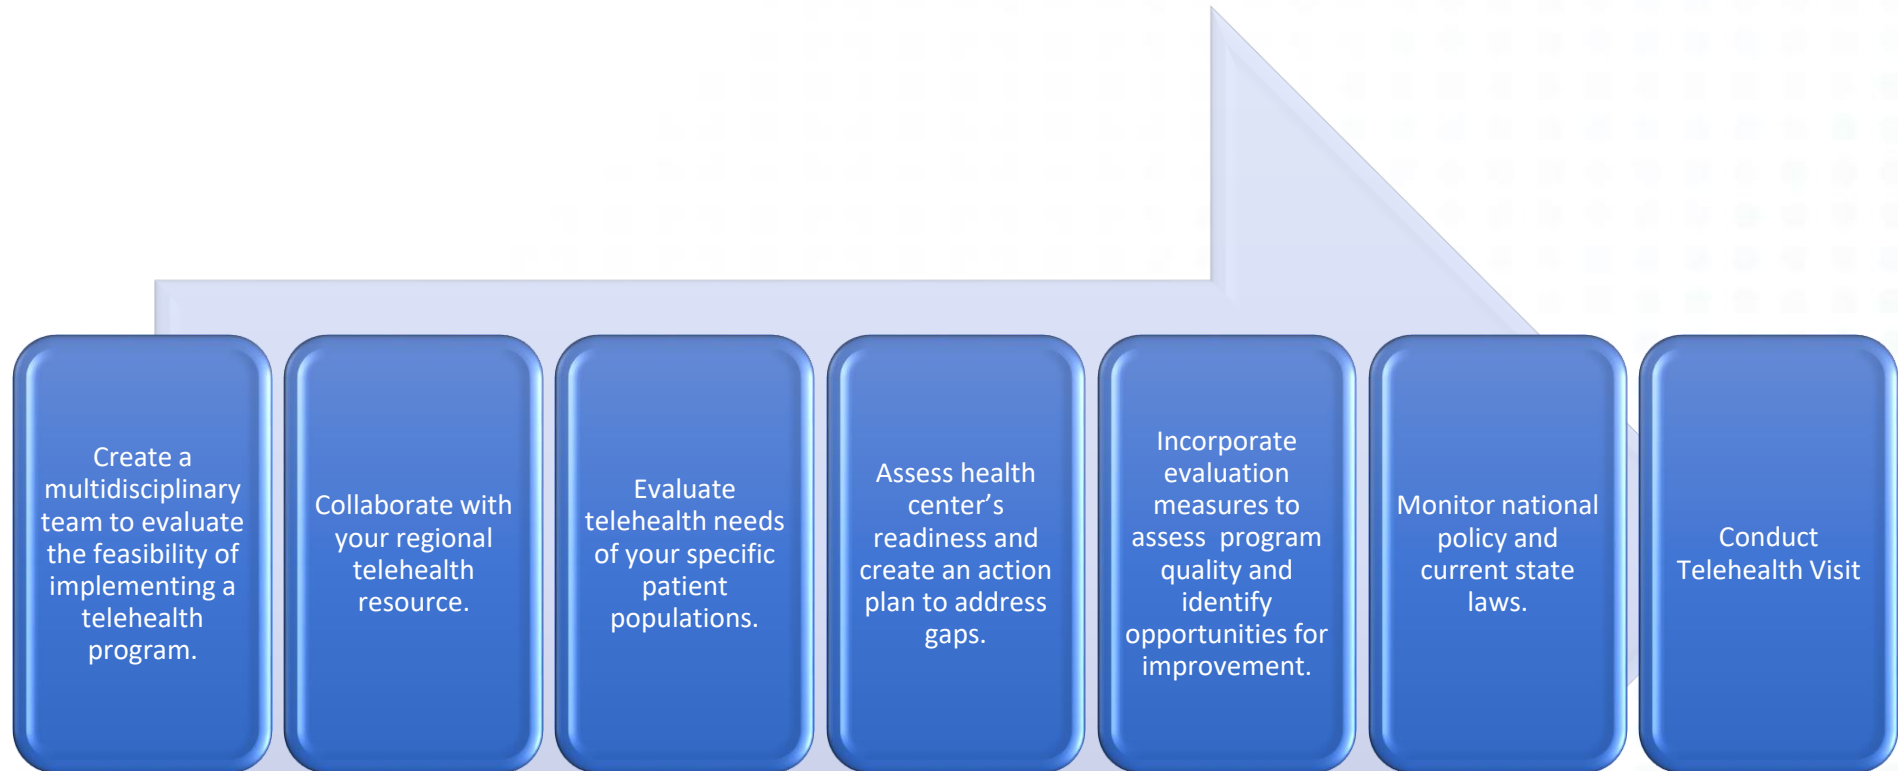 Create a
multidisciplinary
team to evaluate
the feasibility of
implementing a
telehealth
program.
Collaborate with
your regional
telehealth
resource.
Evaluate
telehealth needs
of your specific
patient
populations.
Assess health
center’s
readiness and
create an action
plan to address
gaps.
Incorporate
evaluation
measures to
assess  program
quality and
identify
opportunities for
improvement.
Monitor national
policy and
current state
laws.
Conduct
Telehealth Visit